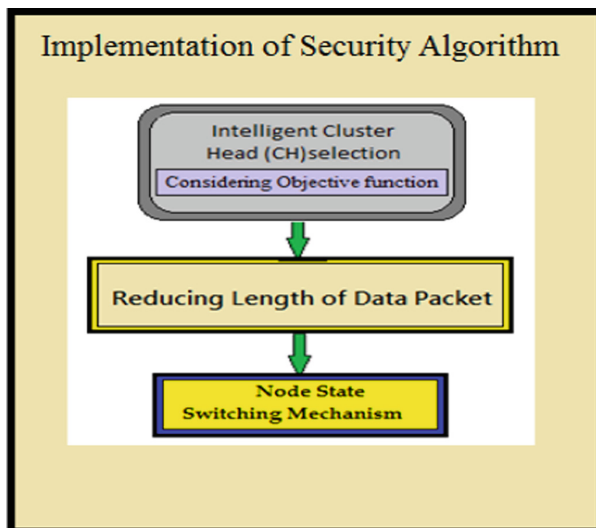 Implementation of Security Algorithm
Intelligent Cluster
Head (CH)selection
Considering Objective function
Reducing Length of Data Packet
Node State
Switching Mechanism